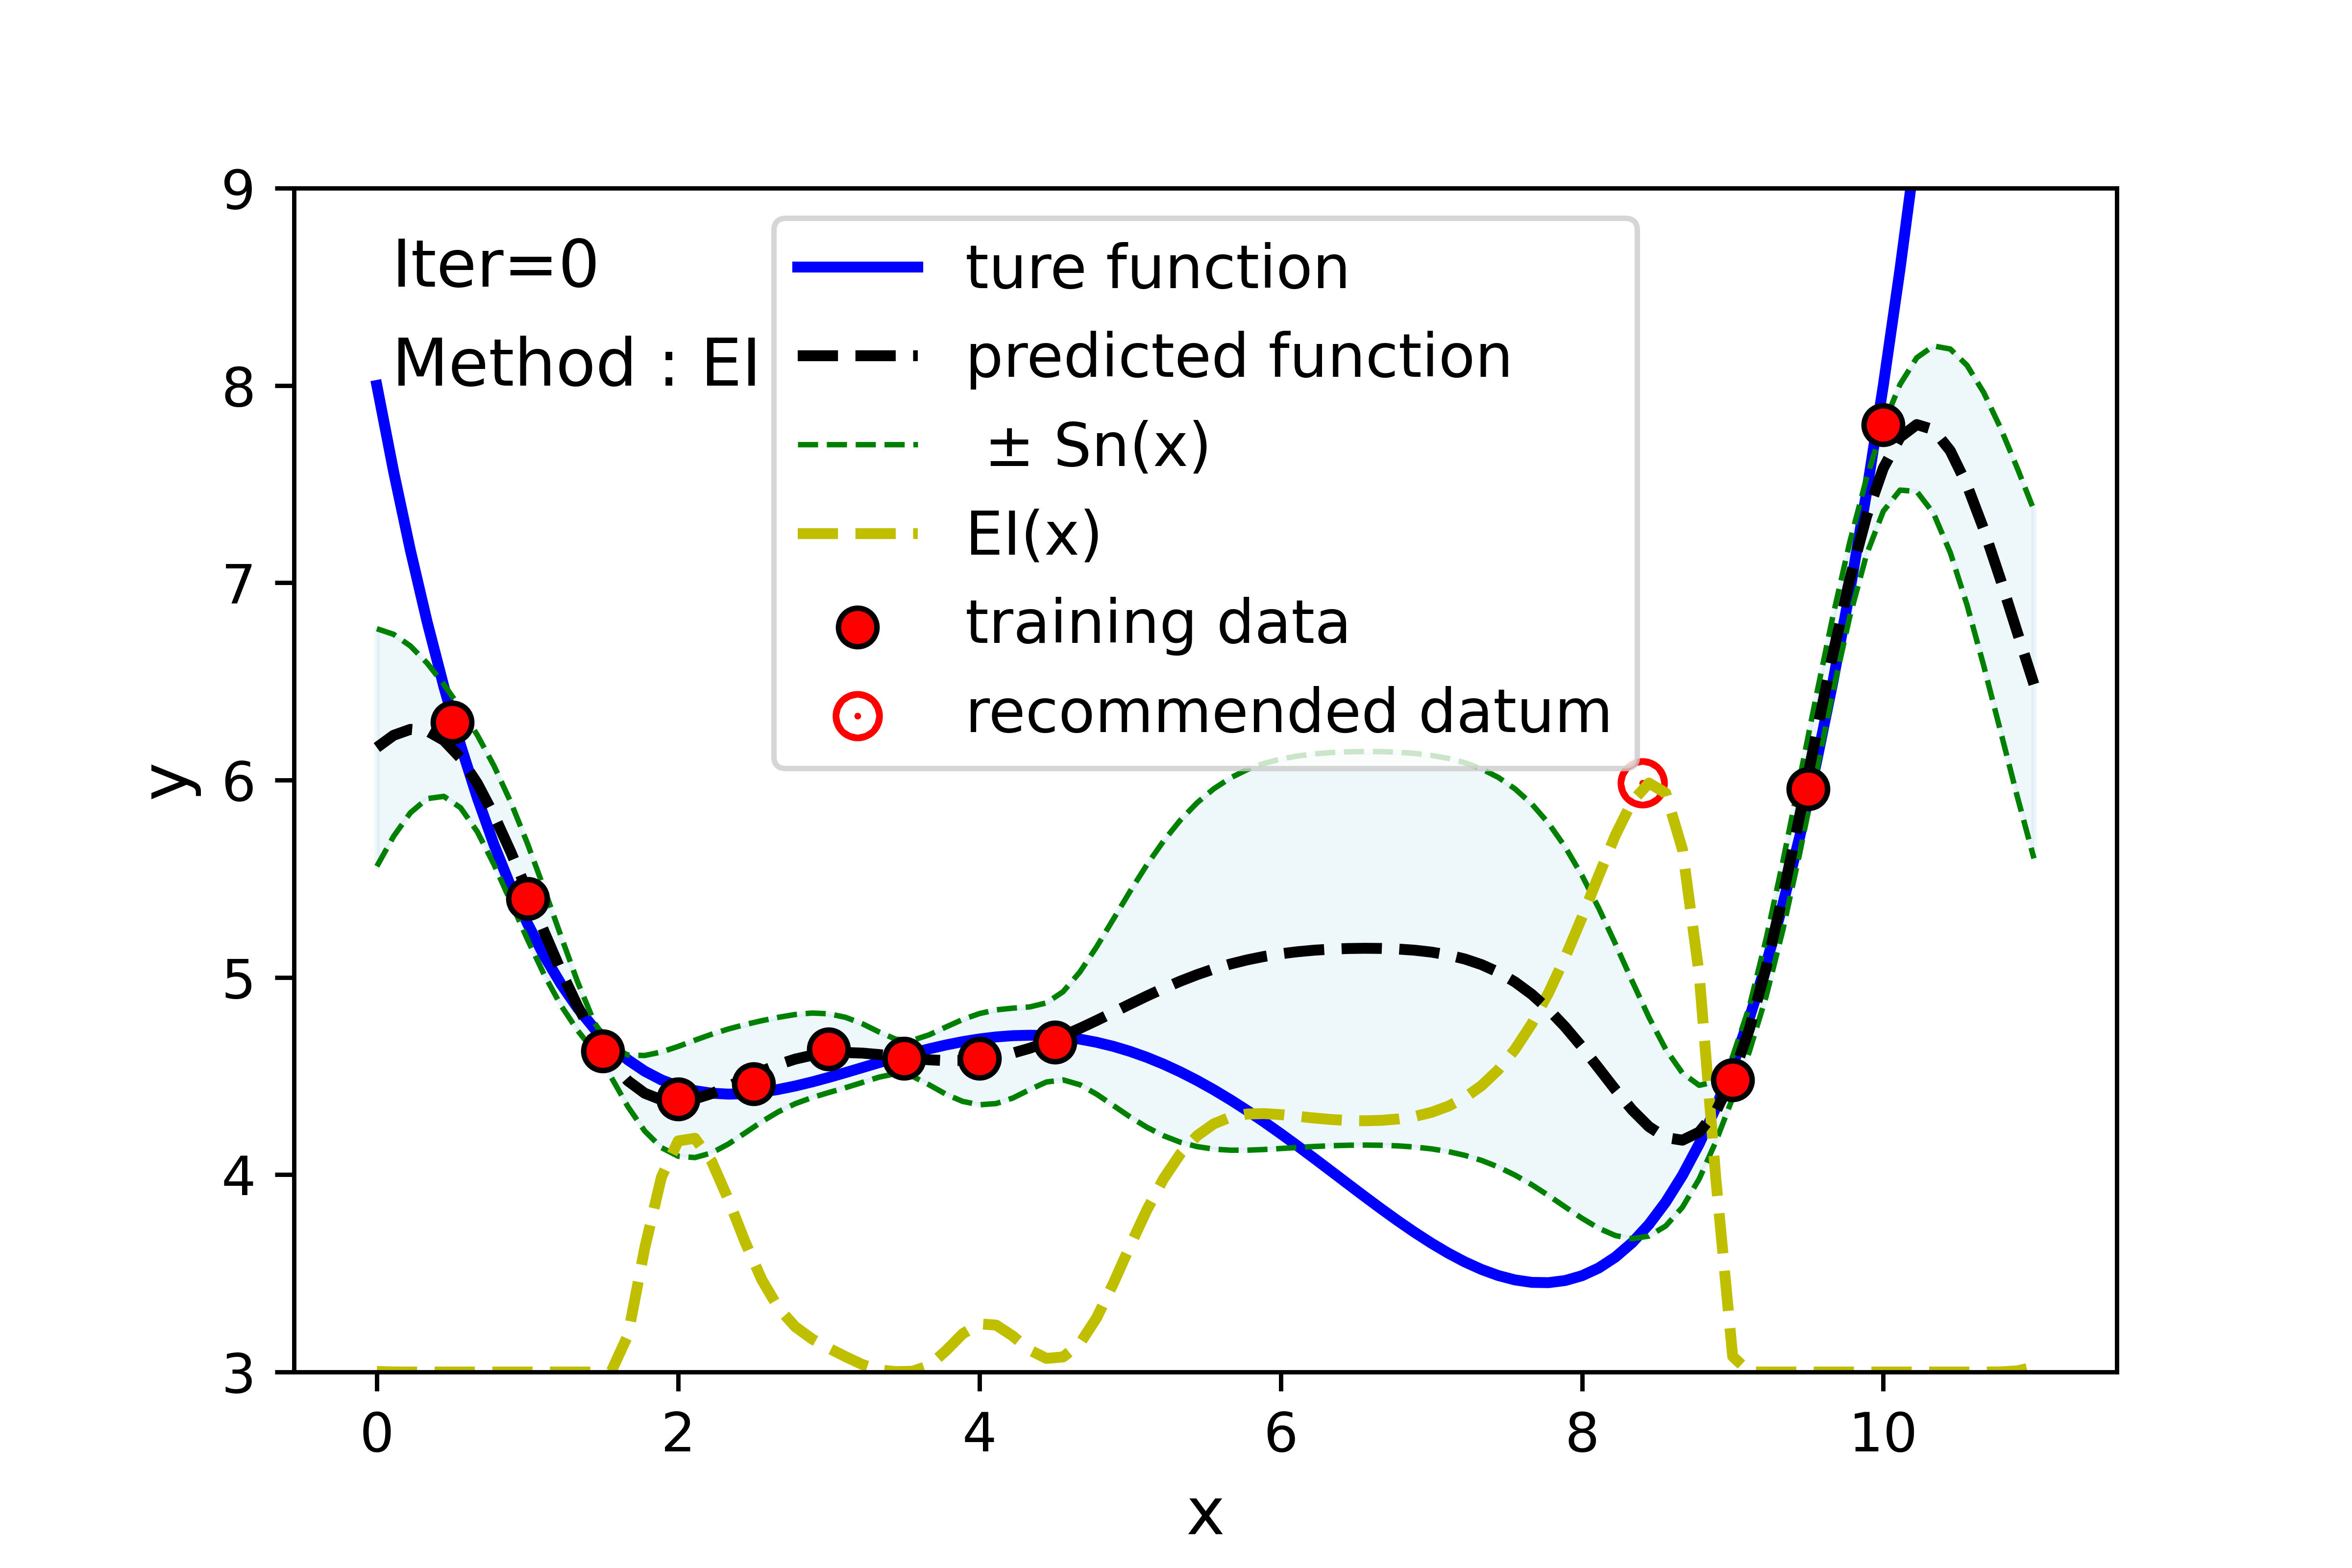 Iter=0
Method : EI
ture function
predicted function
± Sn(x)
EI(x)
training data
recommended datum
y
9
8
7
6
5
4
3
0 2 4 6 8 10
x